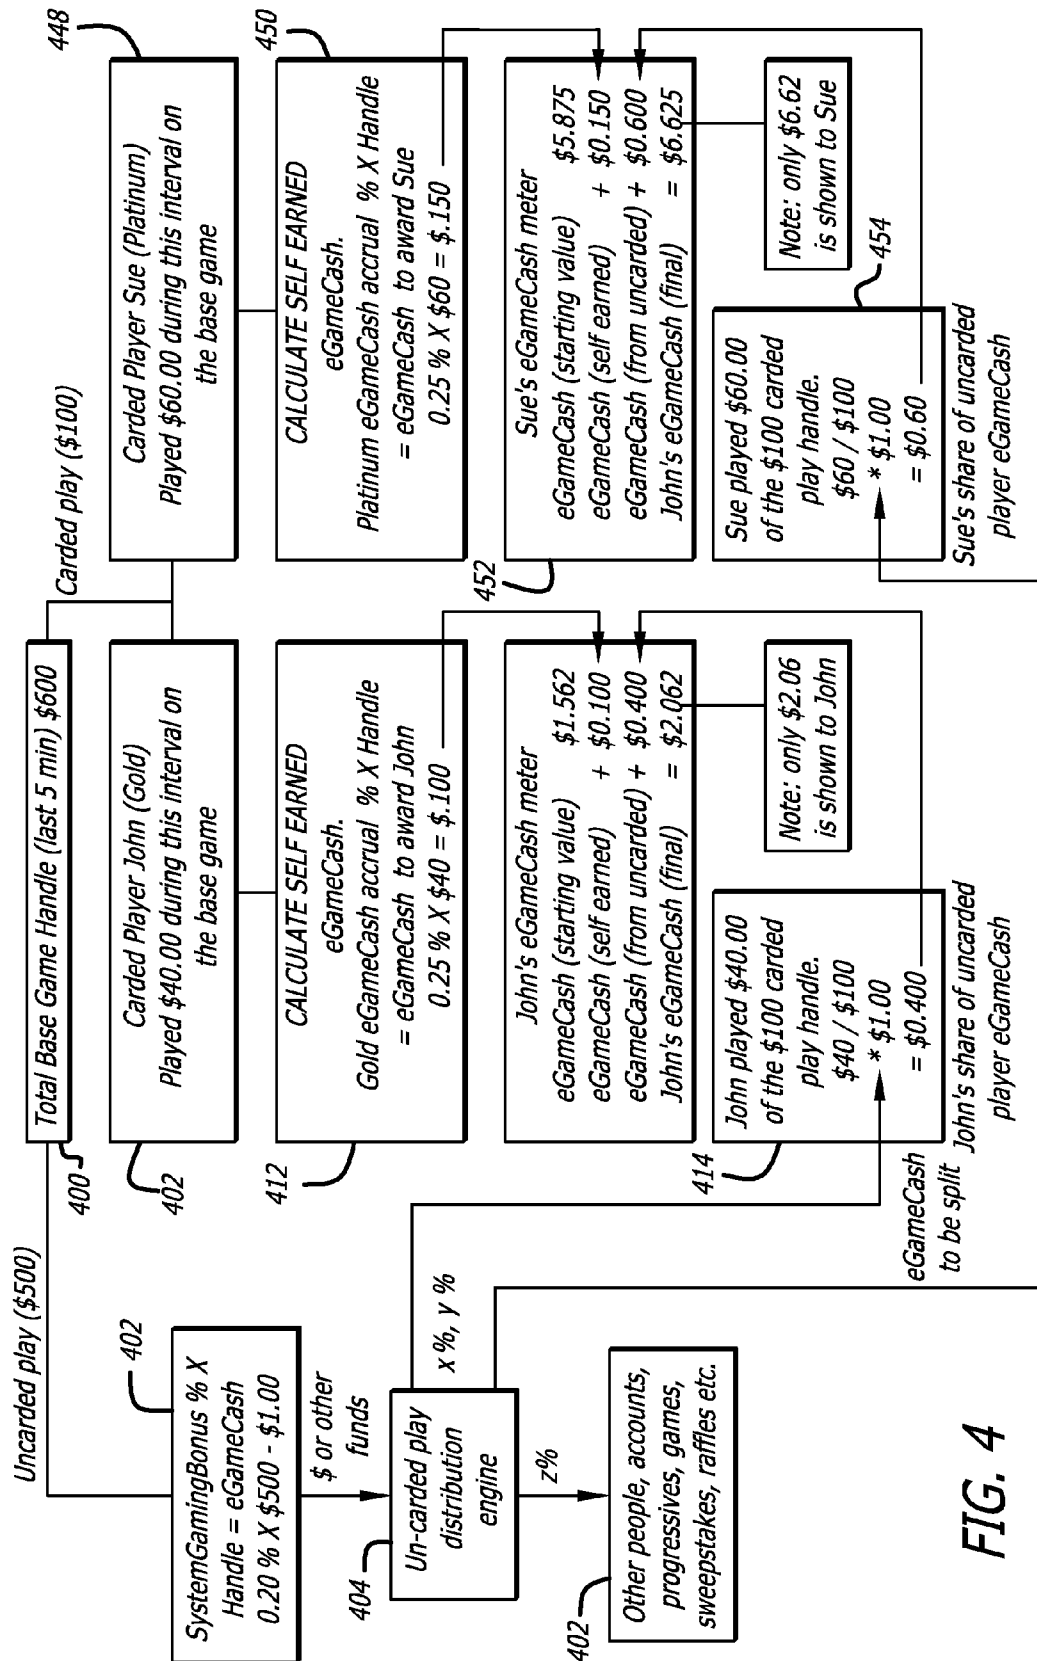 Total Base Game Handle (last 5 min) $600
400
Uncarded play ($500)
Carded play ($100)
SystemGamingBonus % X
Handle = eGameCash
0.20 % X $500 - $1.00
402
$ or other
funds
Un-carded play
distribution
engine
404
x %, y %
z%
Other people, accounts,
progressives, games,
sweepstakes, raffles etc.
402
Carded Player John (Gold)
Played $40.00 during this interval on
the base game
402
CALCULATE SELF EARNED
eGameCash.
Gold eGameCash accrual % X Handle
= eGameCash to award John
0.25 % X $40 = $.100
412
John's eGameCash meter
eGameCash (starting value) $1.562
eGameCash (self earned) + $0.100
eGameCash (from uncarded) + $0.400
John's eGameCash (final) = $2.062
Note: only $2.06
is shown to John
John played $40.00
of the $100 carded
play handle.
$40 / $100
* $1.00
= $0.400
414
eGameCash
to be split
John's share of uncarded
player eGameCash
Carded Player Sue (Platinum)
Played $60.00 during this interval on
the base game
448
CALCULATE SELF EARNED
eGameCash.
Platinum eGameCash accrual % X Handle
= eGameCash to award Sue
0.25 % X $60 = $.150
450
Sue's eGameCash meter
eGameCash (starting value) $5.875
eGameCash (self earned) + $0.150
eGameCash (from uncarded) + $0.600
John's eGameCash (final) = $6.625
452
Note: only $6.62
is shown to Sue
Sue played $60.00
of the $100 carded
play handle.
$60 / $100
* $1.00
= $0.60
454
Sue's share of uncarded
player eGameCash
FIG. 4